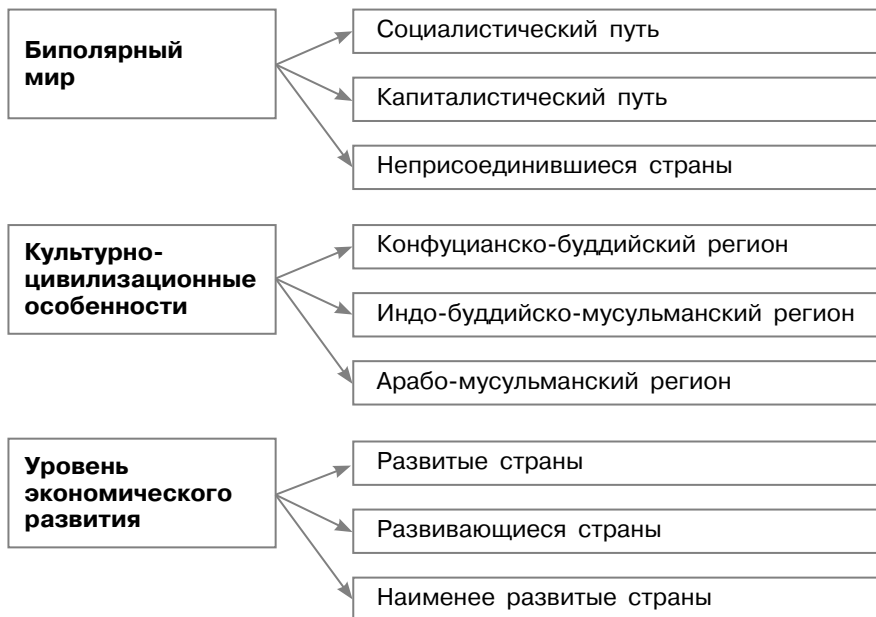 Биполярный
мир
Социалистический путь
Капиталистический путь
Неприсоединившиеся страны
Культурно-
цивилизационные
особенности
Конфуцианско-буддийский регион
Индо-буддийско-мусульманский регион
Арабо-мусульманский регион
Уровень
экономического
развития
Развитые страны
Развивающиеся страны
Наименее развитые страны